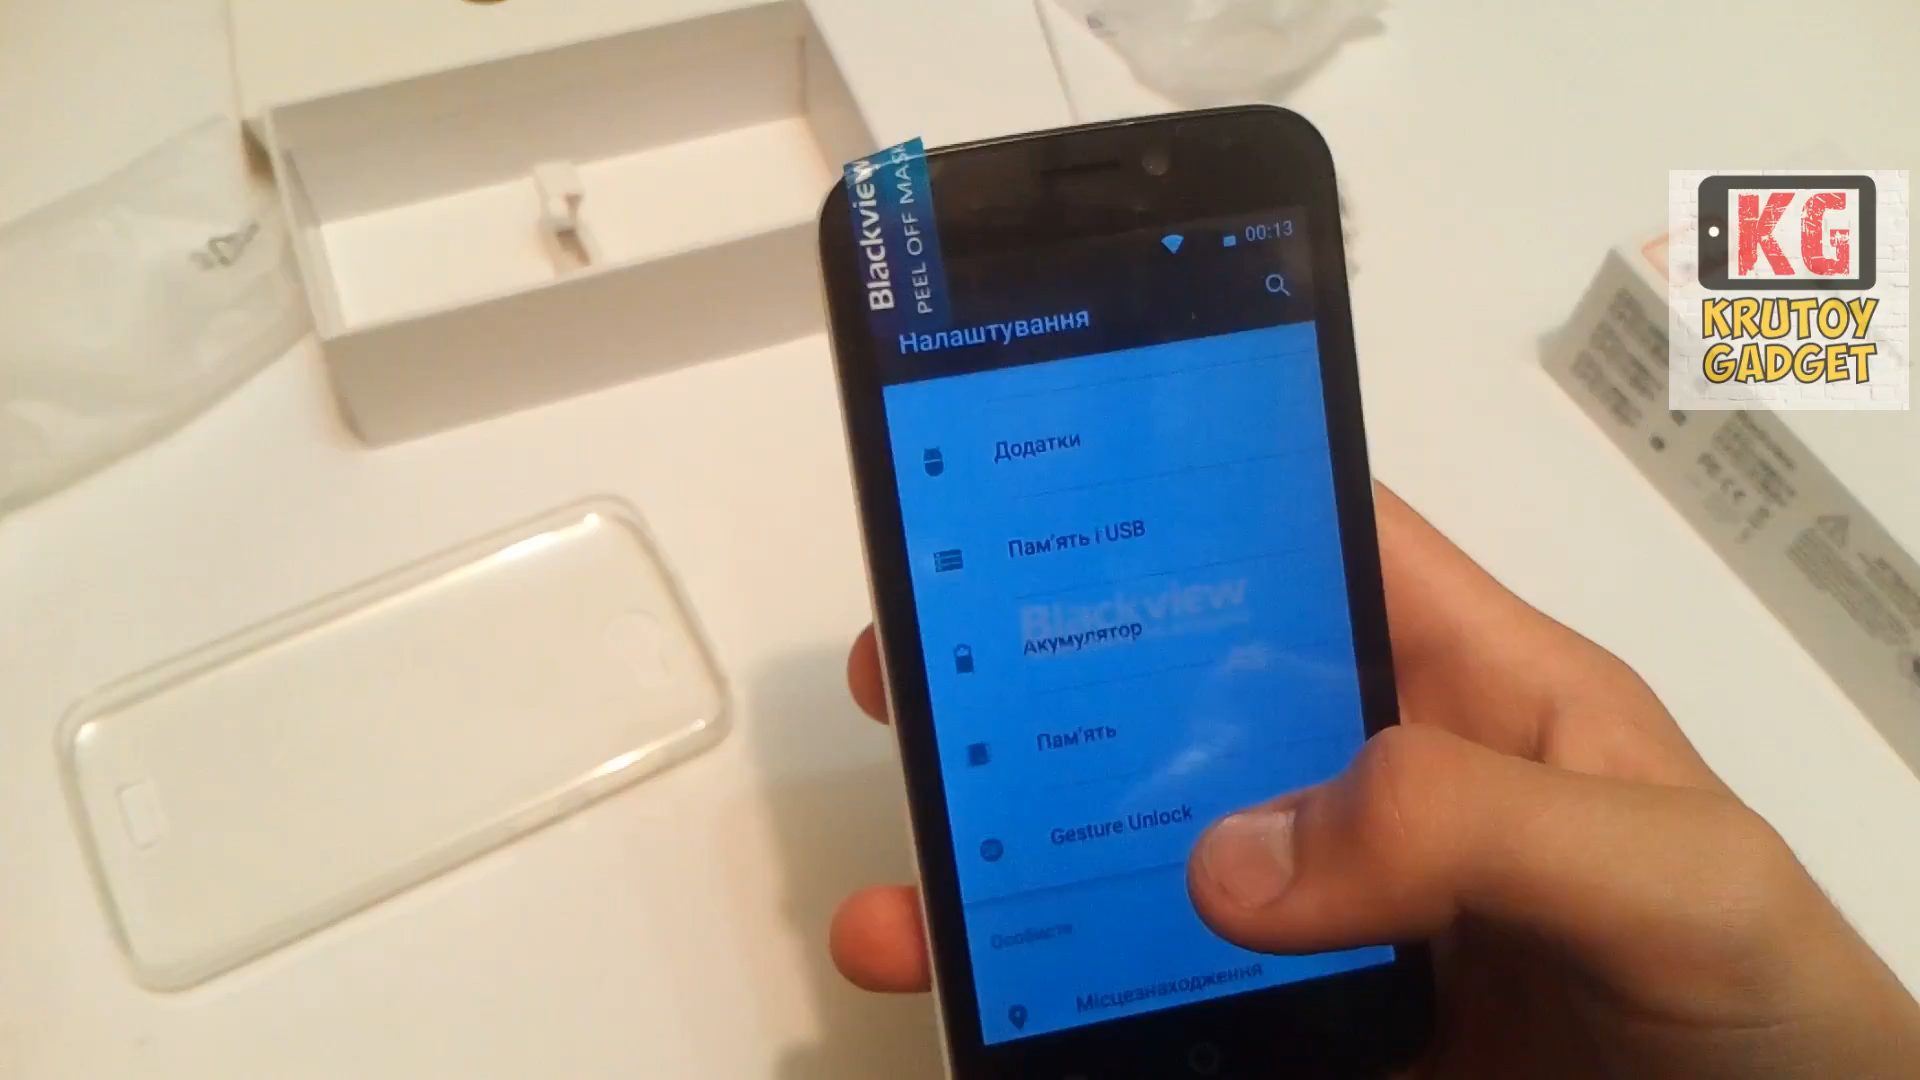 Blackview
PEEL OFF MASK
00:13
Налаштування
Додатки
Пам'ять і USB
Blackview
Акумулятор
Пам'ять
Gesture Unlock
Особисте
Місцезнаходження
KG
KRUTOY
GADGET